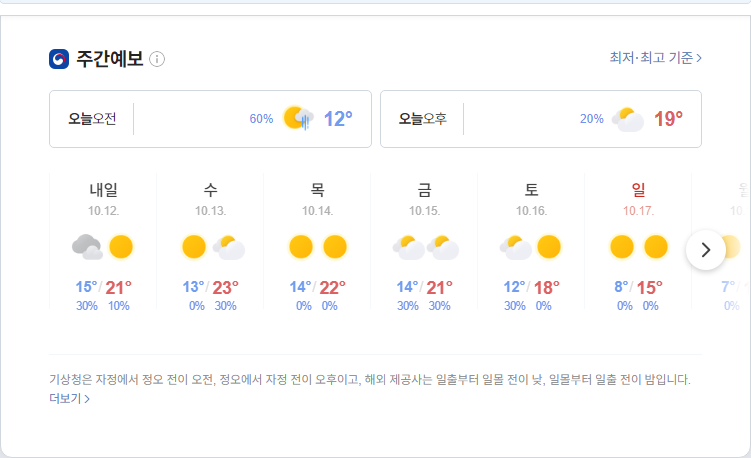 주간예보
최저·최고 기준
오늘오전 60% 12°
오늘오후 20% 19°
내일 수 목 금 토 일 월
10.12. 10.13. 10.14. 10.15. 10.16. 10.17. 10.
15°/21° 13°/23° 14°/22° 14°/21° 12°/18° 8°/15° 7°/
30% 10% 0% 30% 0% 0% 30% 30% 30% 0% 0% 0% 0%
기상청은 자정에서 정오 전이 오전, 정오에서 자정 전이 오후이고, 해외 제공사는 일출부터 일몰 전이 낮, 일몰부터 일출 전이 밤입니다.
더보기